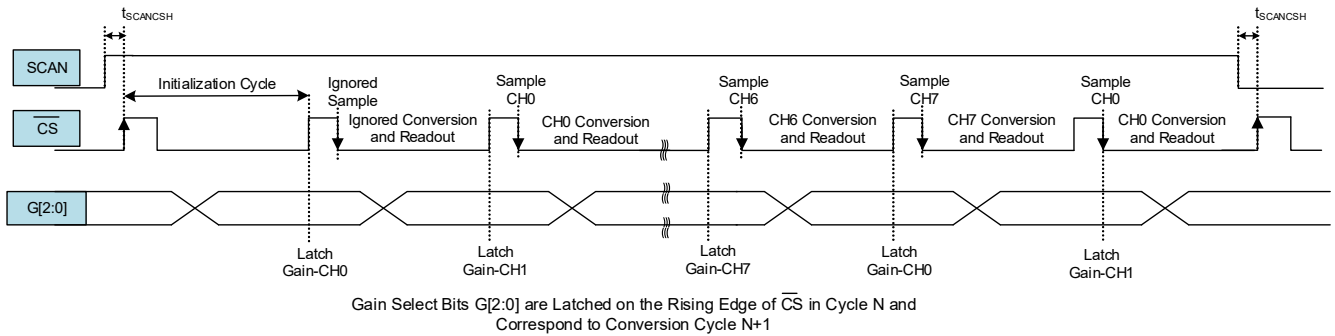 tSCANCSH
tSCANCSH
SCAN
Initialization Cycle
Ignored
Sample
Sample
CH0
Sample
CH6
Sample
CH7
Sample
CH0
CS
Ignored Conversion
and Readout
CH0 Conversion
and Readout
CH6 Conversion
and Readout
CH7 Conversion
and Readout
CH0 Conversion
and Readout
G[2:0]
Latch
Gain-CH0
Latch
Gain-CH1
Latch
Gain-CH7
Latch
Gain-CH0
Latch
Gain-CH1
Gain Select Bits G[2:0] are Latched on the Rising Edge of CS in Cycle N and
Correspond to Conversion Cycle N+1